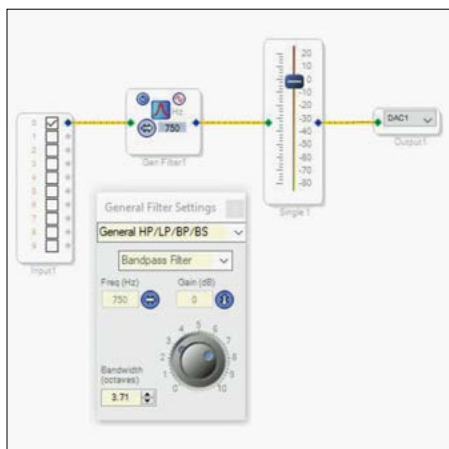 20
10
0
-10
-20
-30
-40
-50
-60
-70
-80
Single 1
DAC1
Output1
Hz
750
Gen Filter1
0
1
2
3
4
5
6
7
8
9
Input1
General Filter Settings
General HP/LP/BP/BS
Bandpass Filter
Freq (Hz) Gain (dB)
750 0
0 1 2 3 4 5 6 7 8 9 10
Bandwidth
(octaves)
3.71